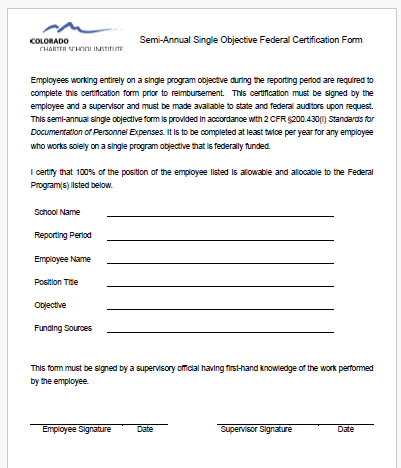 COLORADO
CHARTER SCHOOL INSTITUTE
Semi-Annual Single Objective Federal Certification Form
Employees working entirely on a single program objective during the reporting period are required to
complete this certification form prior to reimbursement. This certification must be signed by the
employee and a supervisor and must be made available to state and federal auditors upon request.
This semi-annual single objective form is provided in accordance with 2 CFR §200.430(I) Standards for
Documentation of Personnel Expenses. It is to be completed at least twice per year for any employee
who works solely on a single program objective that is federally funded.
I certify that 100% of the position of the employee listed is allowable and allocable to the Federal
Program(s) listed below.
School Name
Reporting Period
Employee Name
Position Title
Objective
Funding Sources
This form must be signed by a supervisory official having first-hand knowledge of the work performed
by the employee.
Employee Signature Date Supervisor Signature Date